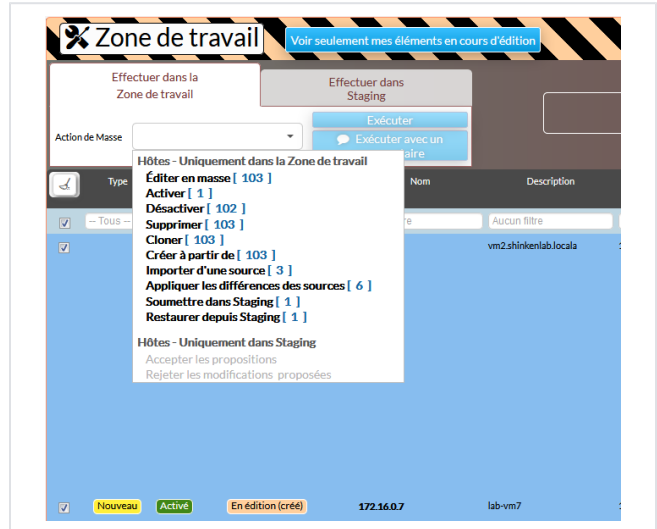 Zone de travail
Voir seulement mes éléments en cours d'édition
Effectuer dans la
Zone de travail
Effectuer dans
Staging
Action de Masse
Exécuter
Exécuter avec un
aire
Hôtes - Uniquement dans la Zone de travail
Éditer en masse [ 103 ]
Activer [ 1 ]
Désactiver [ 102 ]
Supprimer [ 103 ]
Cloner [ 103 ]
Créer à partir de [ 103 ]
Importer d'une source [ 3 ]
Appliquer les différences des sources [ 6 ]
Soumettre dans Staging [ 1 ]
Restaurer depuis Staging [ 1 ]
Hôtes - Uniquement dans Staging
Accepter les propositions
Rejeter les modifications proposées
Type
Nom
Description
-- Tous --
re
Aucun filtre
vm2.shinkenlab.locala
Nouveau
Activé
En édition (créé)
172.16.0.7
lab-vm7